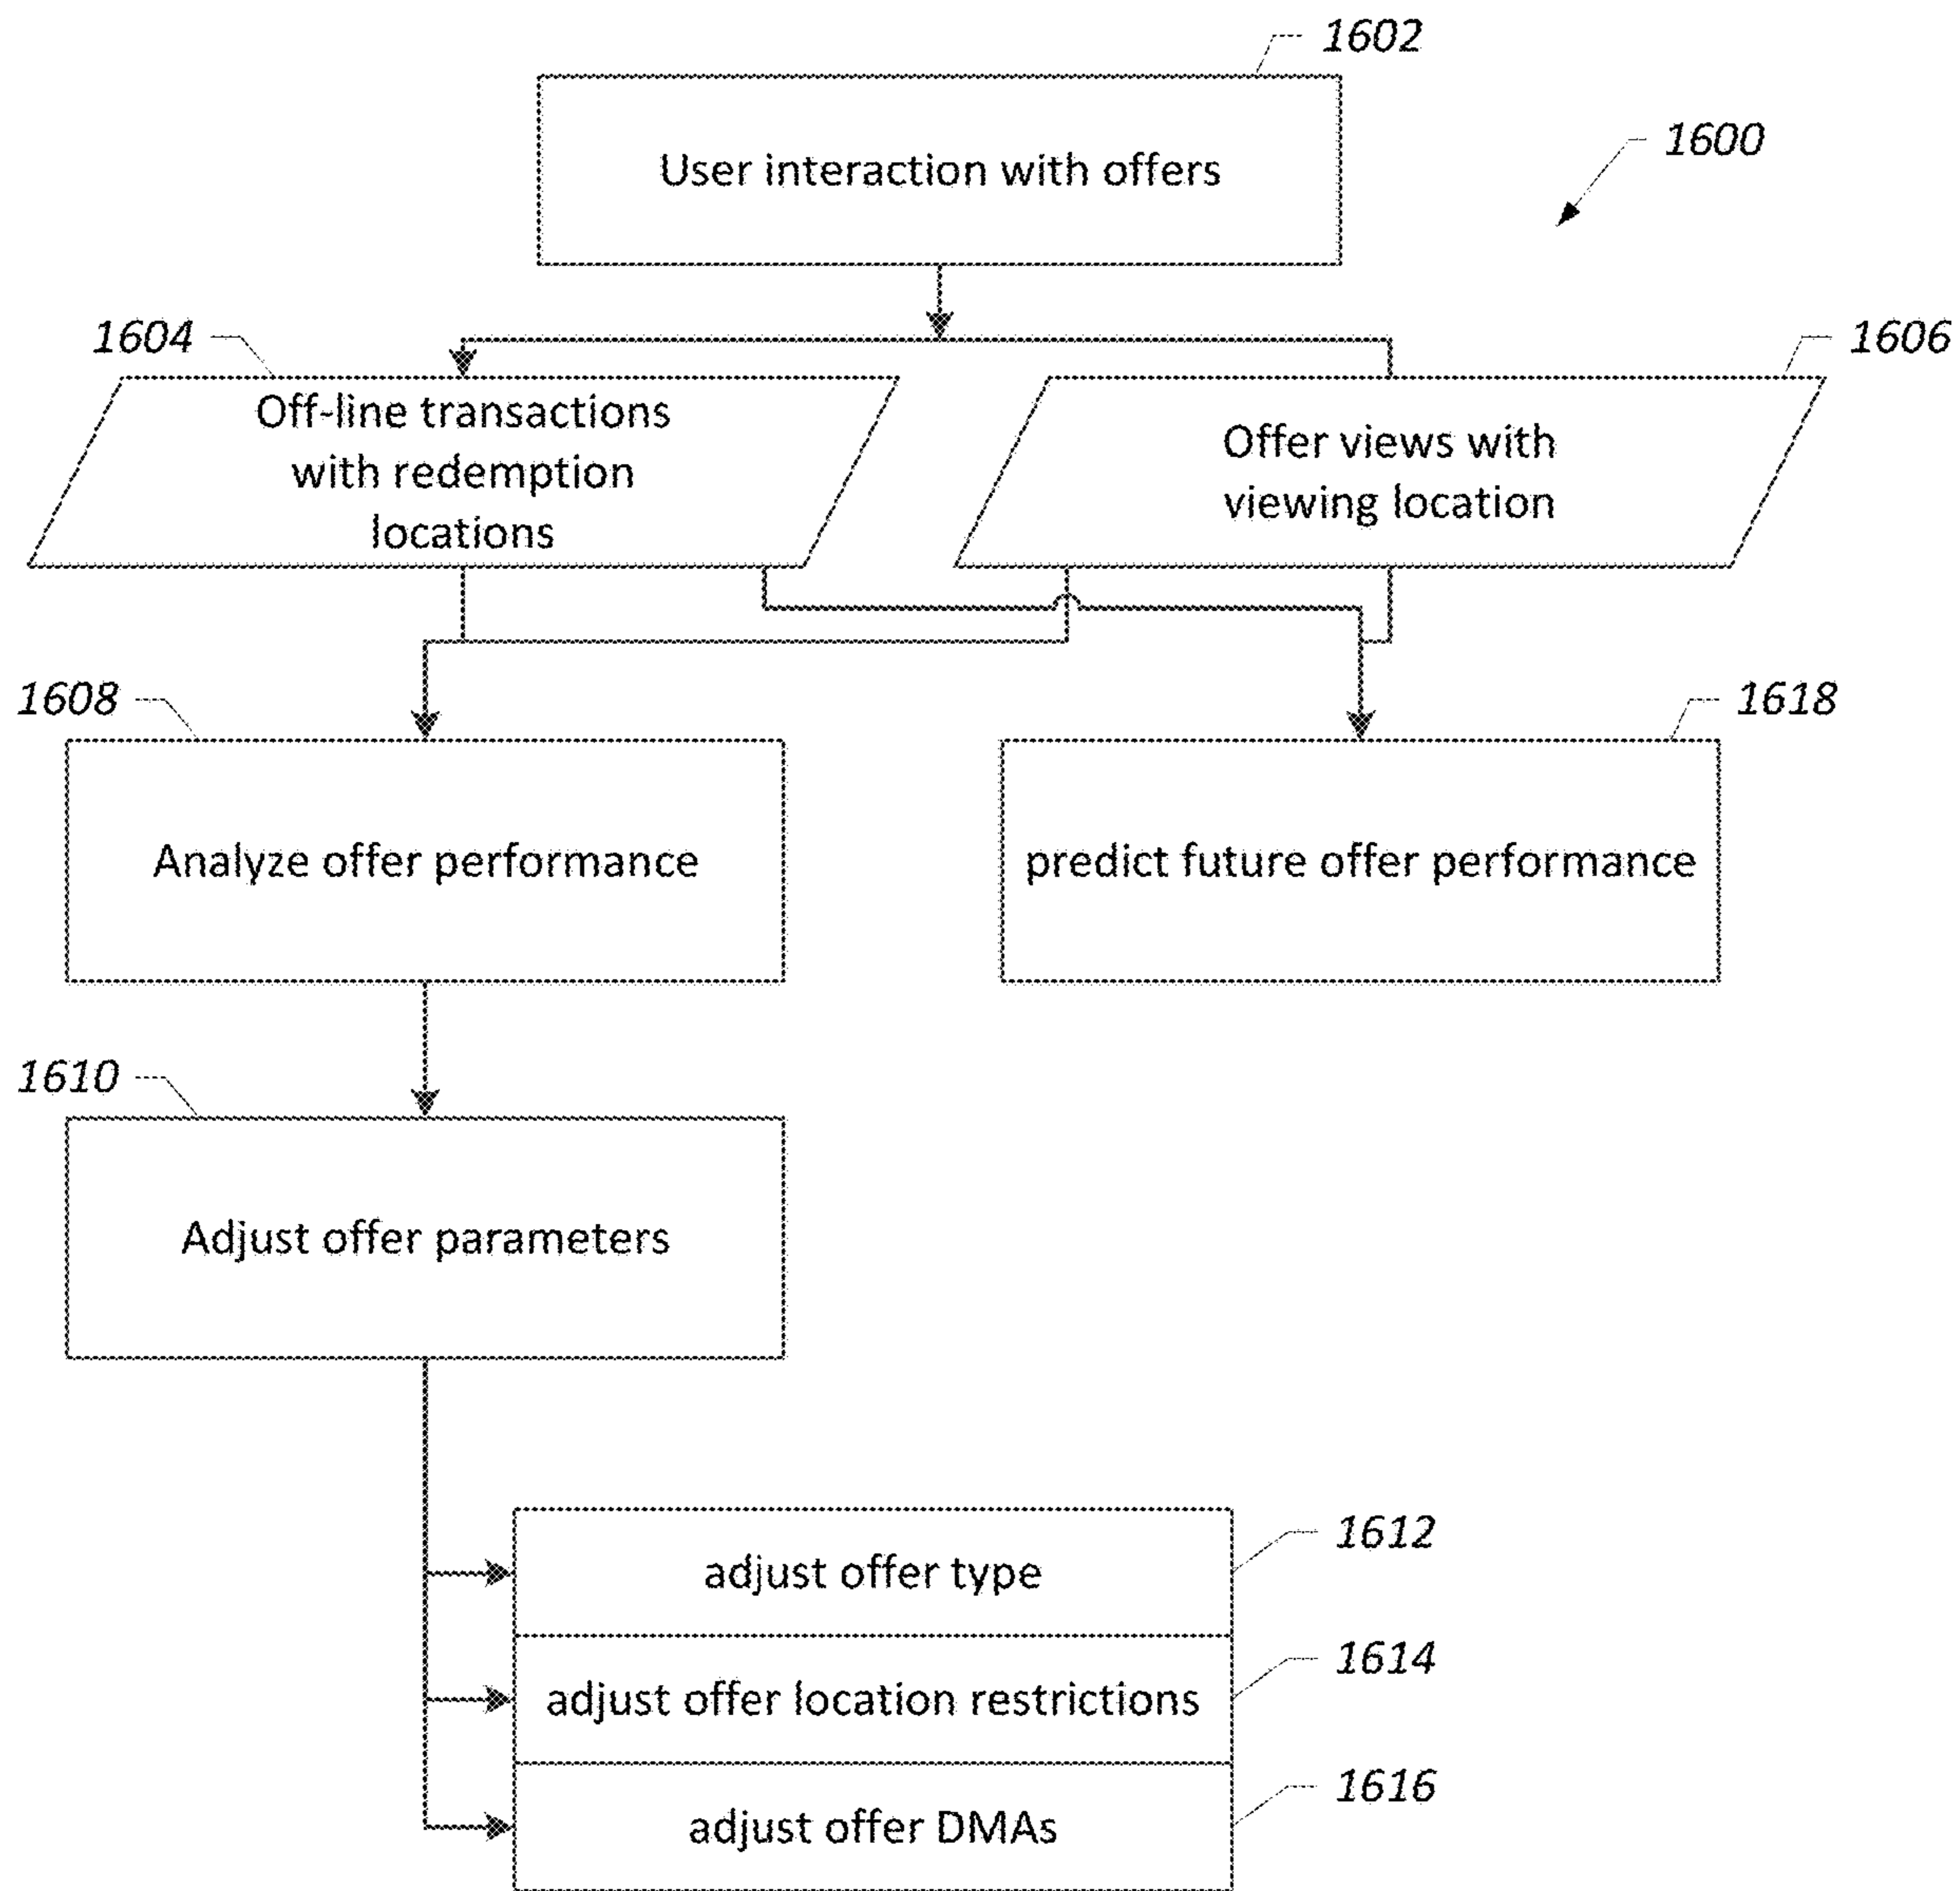 1602
User interaction with offers
1600
1604
Off-line transactions
with redemption
locations
1606
Offer views with
viewing location
1608
Analyze offer performance
1618
predict future offer performance
1610
Adjust offer parameters
adjust offer type
1612
adjust offer location restrictions
1614
adjust offer DMAs
1616